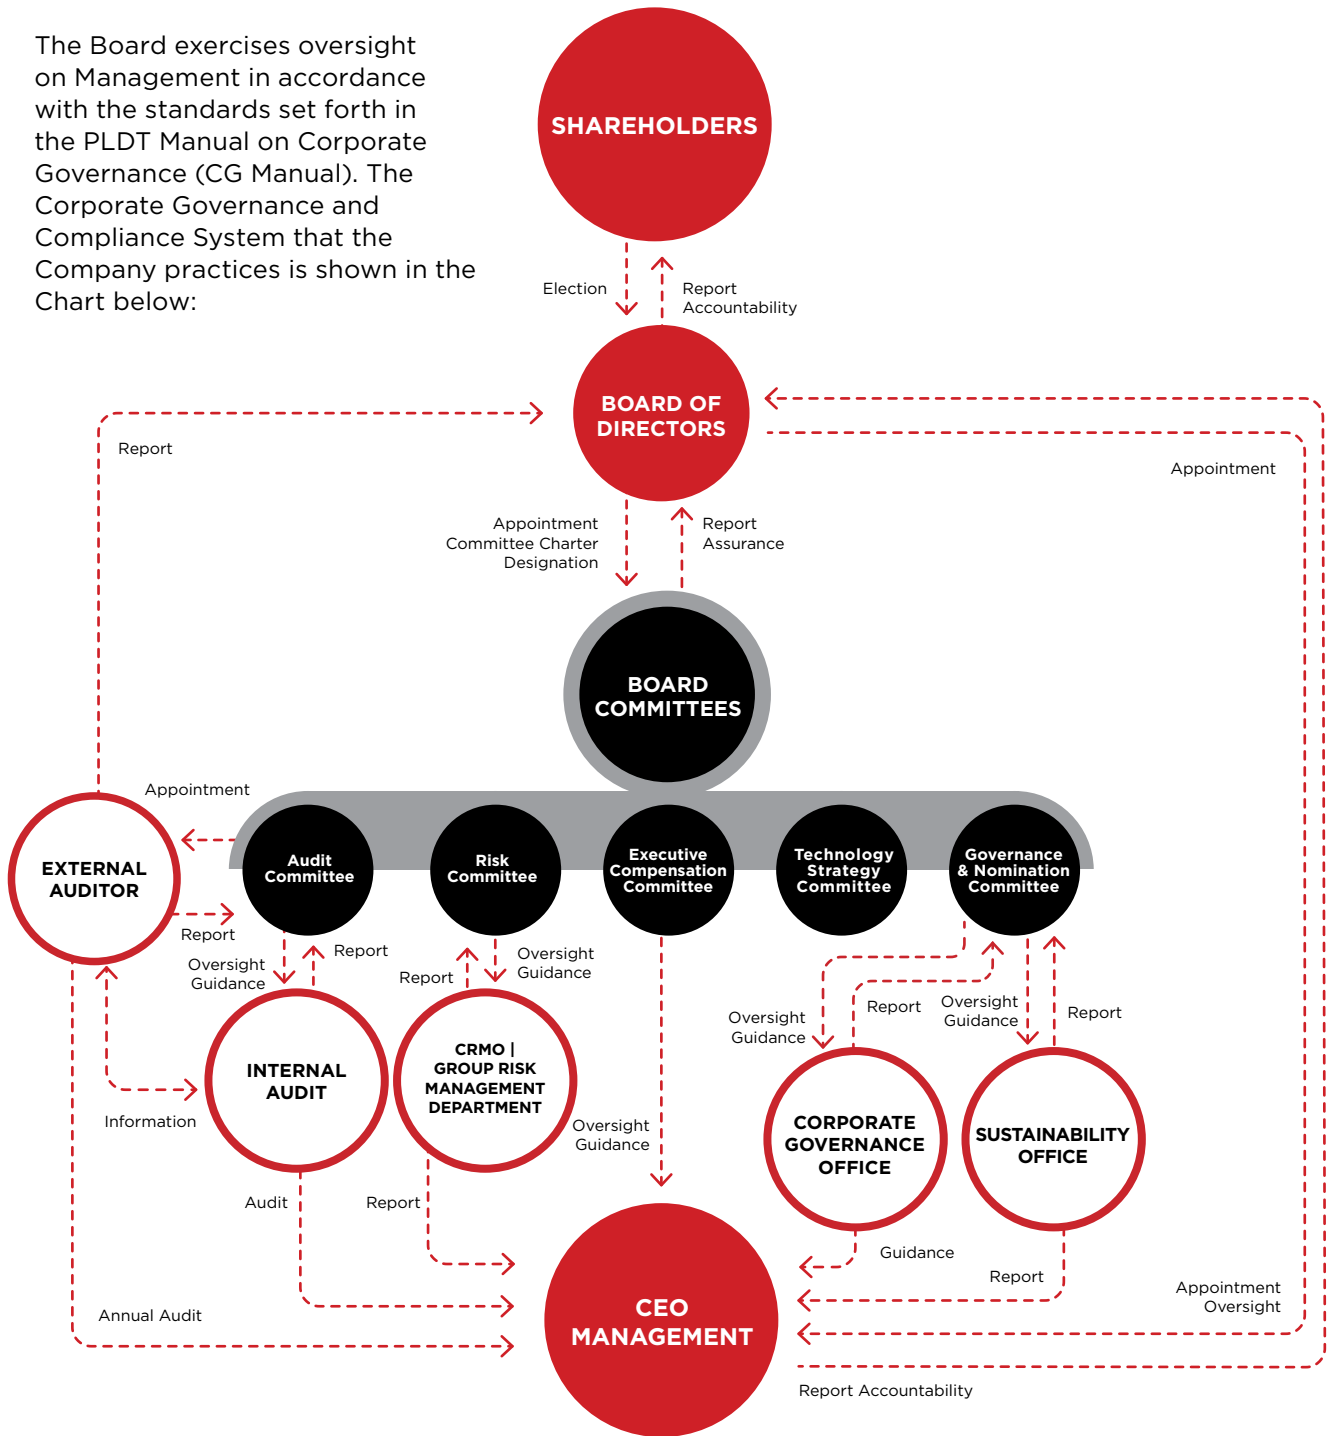 The Board exercises oversight
on Management in accordance
with the standards set forth in
the PLDT Manual on Corporate
Governance (CG Manual). The
Corporate Governance and
Compliance System that the
Company practices is shown in the
Chart below:
SHAREHOLDERS
Election
Report
Accountability
BOARD OF
DIRECTORS
Report
Appointment
Appointment
Committee Charter
Designation
Report
Assurance
BOARD
COMMITTEES
Appointment
EXTERNAL
AUDITOR
Audit
Committee
Risk
Committee
Executive
Compensation
Committee
Technology
Strategy
Committee
Governance
& Nomination
Committee
Report
Oversight
Guidance
Report
Report
Oversight
Guidance
Oversight
Guidance
Report
Oversight
Guidance
Report
INTERNAL
AUDIT
CRMO |
GROUP RISK
MANAGEMENT
DEPARTMENT
Information
Oversight
Guidance
CORPORATE
GOVERNANCE
OFFICE
SUSTAINABILITY
OFFICE
Audit
Report
Guidance
Report
Annual Audit
CEO
MANAGEMENT
Appointment
Oversight
Report Accountability